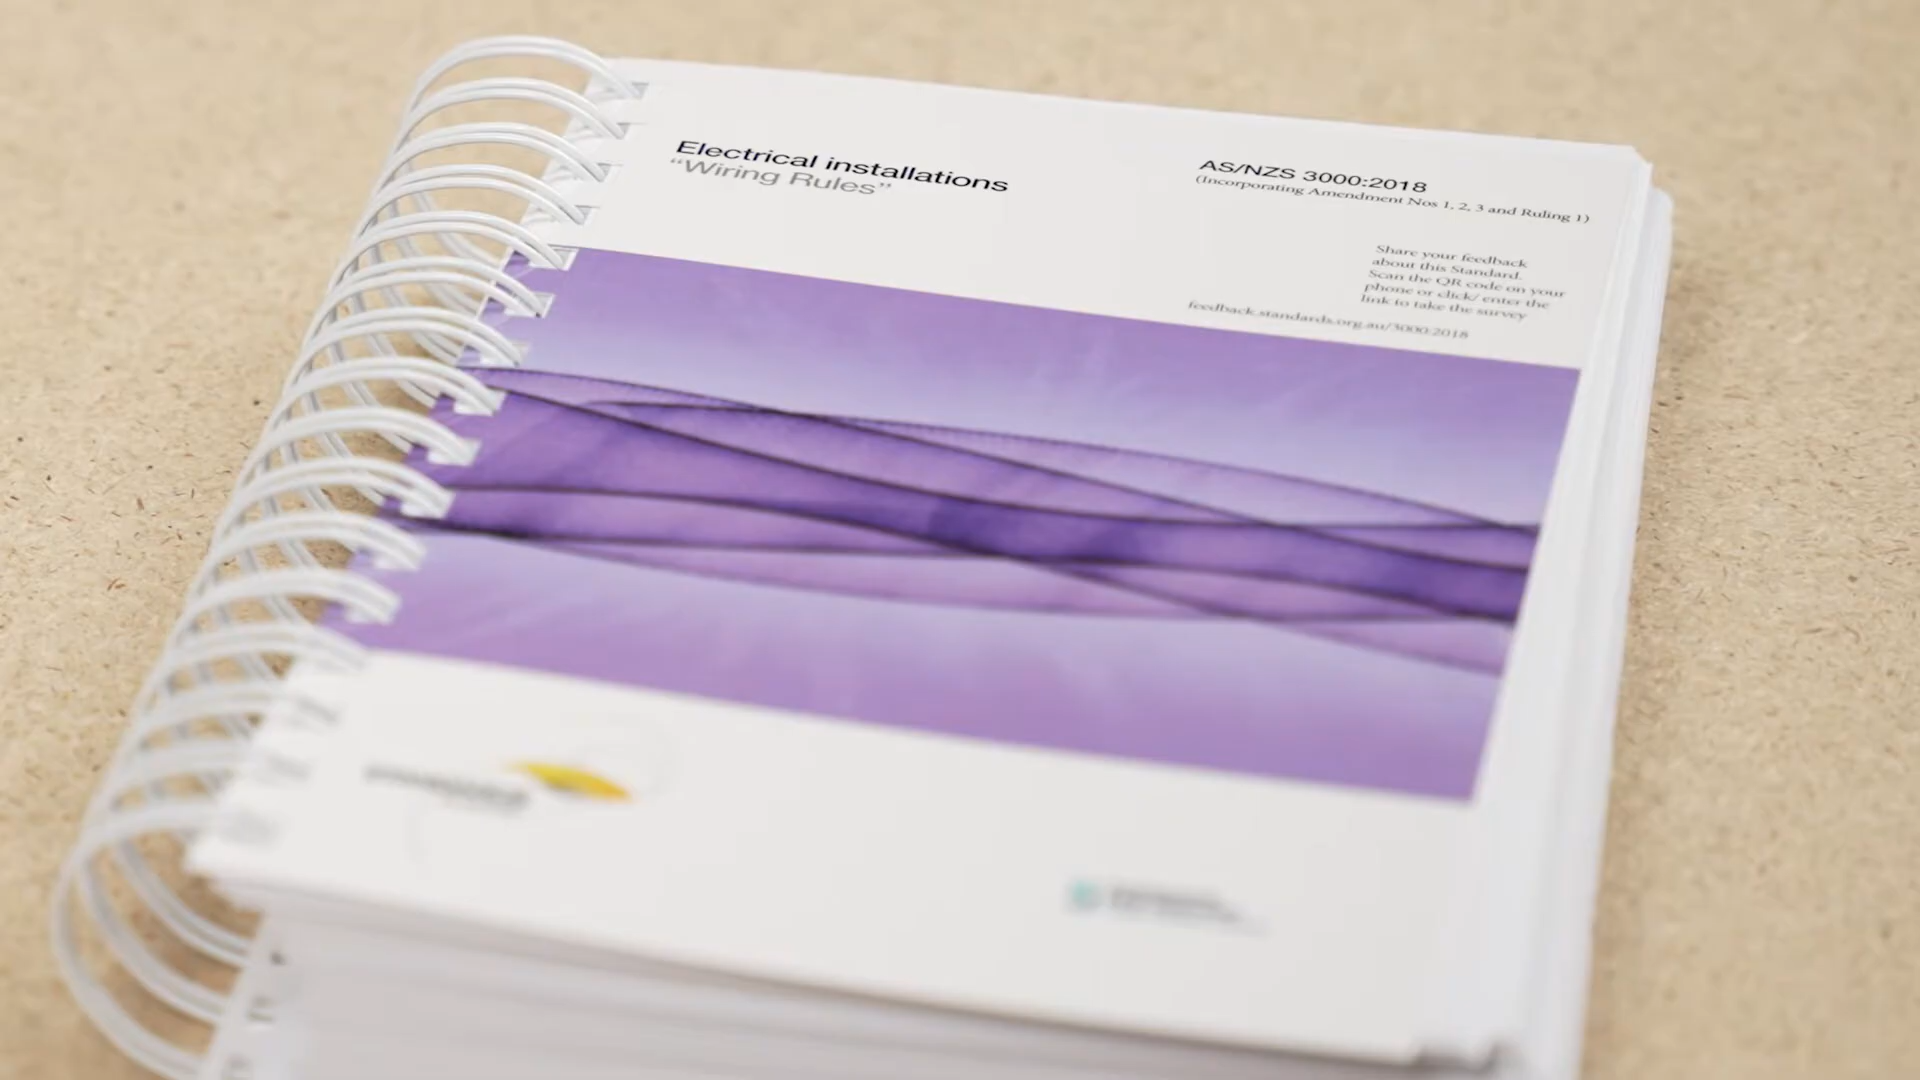 Electrical installations
“Wiring Rules”
AS/NZS 3000:2018
(Incorporating Amendment Nos 1, 2, 3 and Ruling 1)
Share your feedback
about this Standard.
Scan the QR code on your
phone or click/ enter the
link to take the survey
feedback.standards.org.au/3000:2018